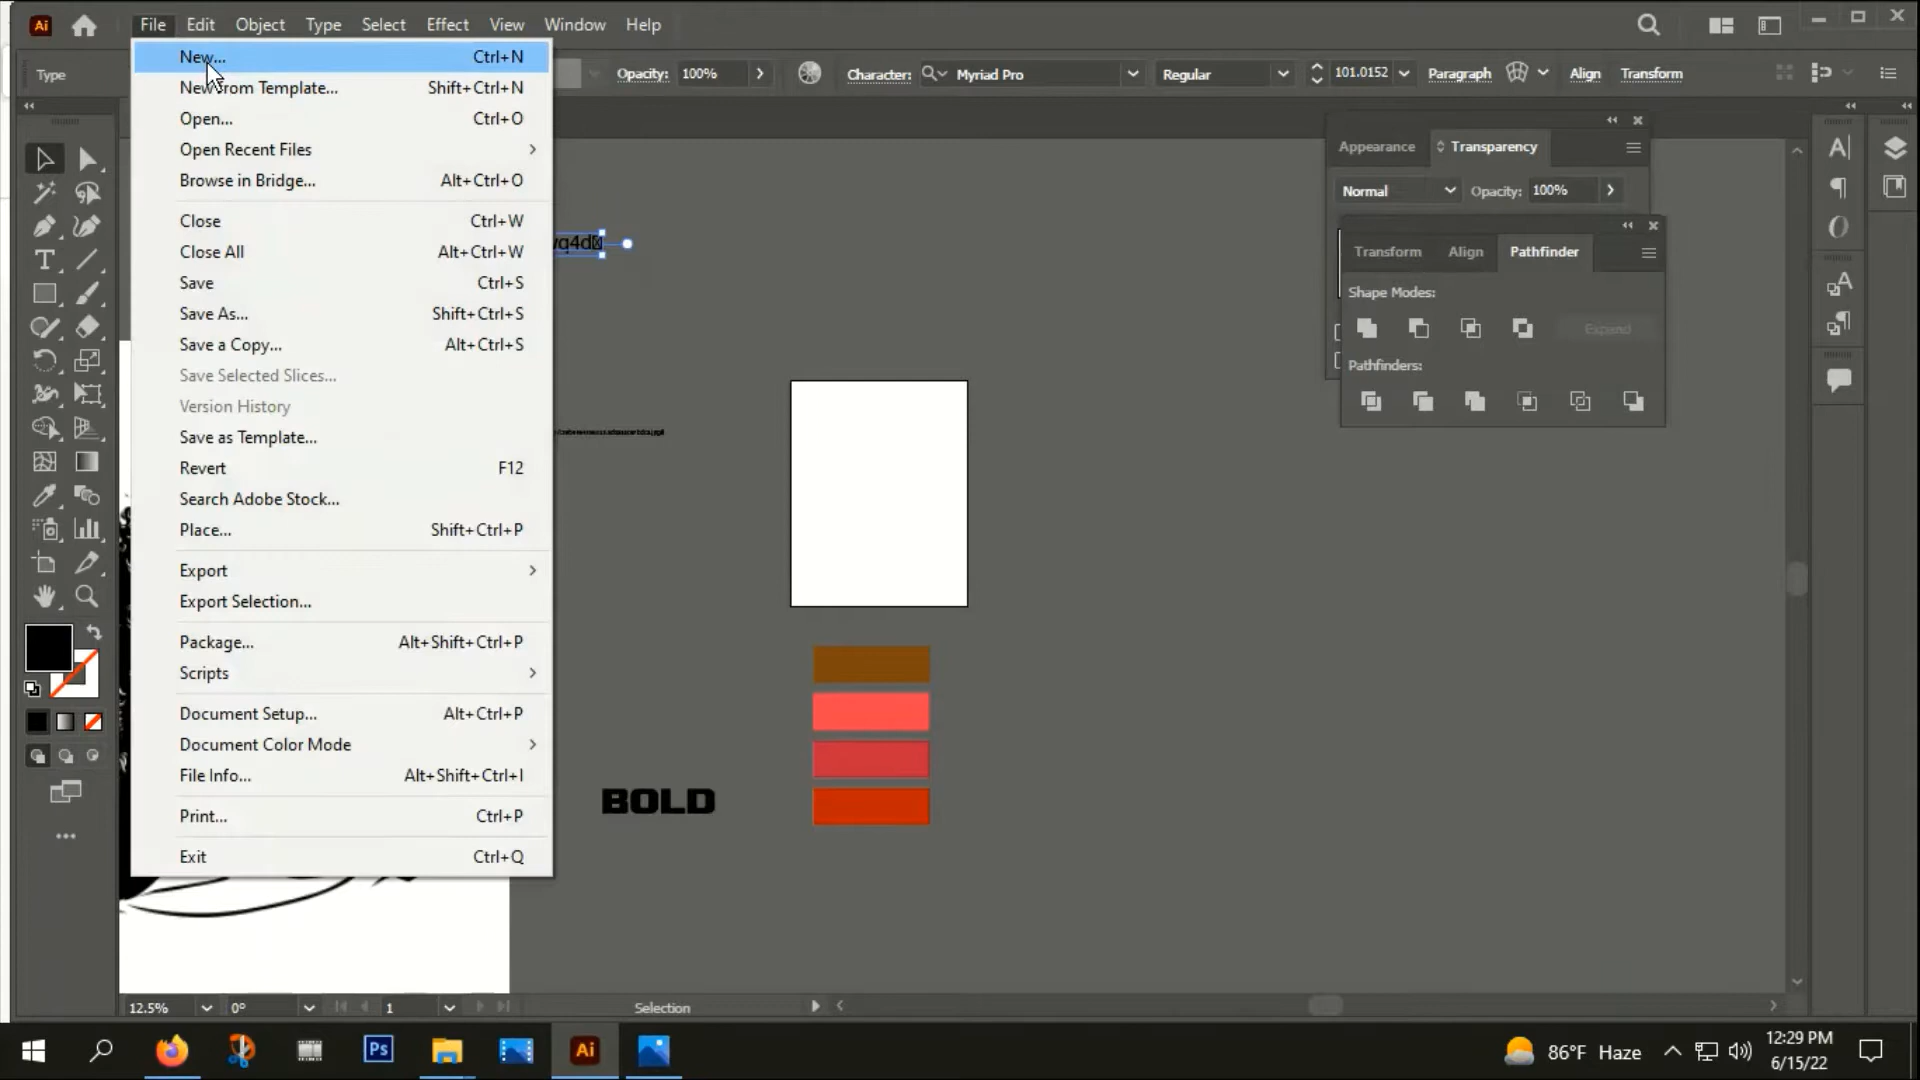 Ai File Edit Object Type Select Effect View Window Help
Type Opacity: 100% Character: Myriad Pro Regular 101.0152 Paragraph Align Transform
New... Ctrl+N
New from Template... Shift+Ctrl+N
Open... Ctrl+O
Open Recent Files
Browse in Bridge... Alt+Ctrl+O
Close Ctrl+W
Close All Alt+Ctrl+W
Save Ctrl+S
Save As... Shift+Ctrl+S
Save a Copy... Alt+Ctrl+S
Save Selected Slices...
Version History
Save as Template...
Revert F12
Search Adobe Stock...
Place... Shift+Ctrl+P
Export
Export Selection...
Package... Alt+Shift+Ctrl+P
Scripts
Document Setup... Alt+Ctrl+P
Document Color Mode
File Info... Alt+Shift+Ctrl+I
Print... Ctrl+P
Exit Ctrl+Q
BOLD
Appearance Transparency
Normal Opacity: 100%
Transform Align Pathfinder
Shape Modes:
Expand
Pathfinders:
12.5% 0° 1 Selection
Ps Ai 86°F Haze
12:29 PM
6/15/22